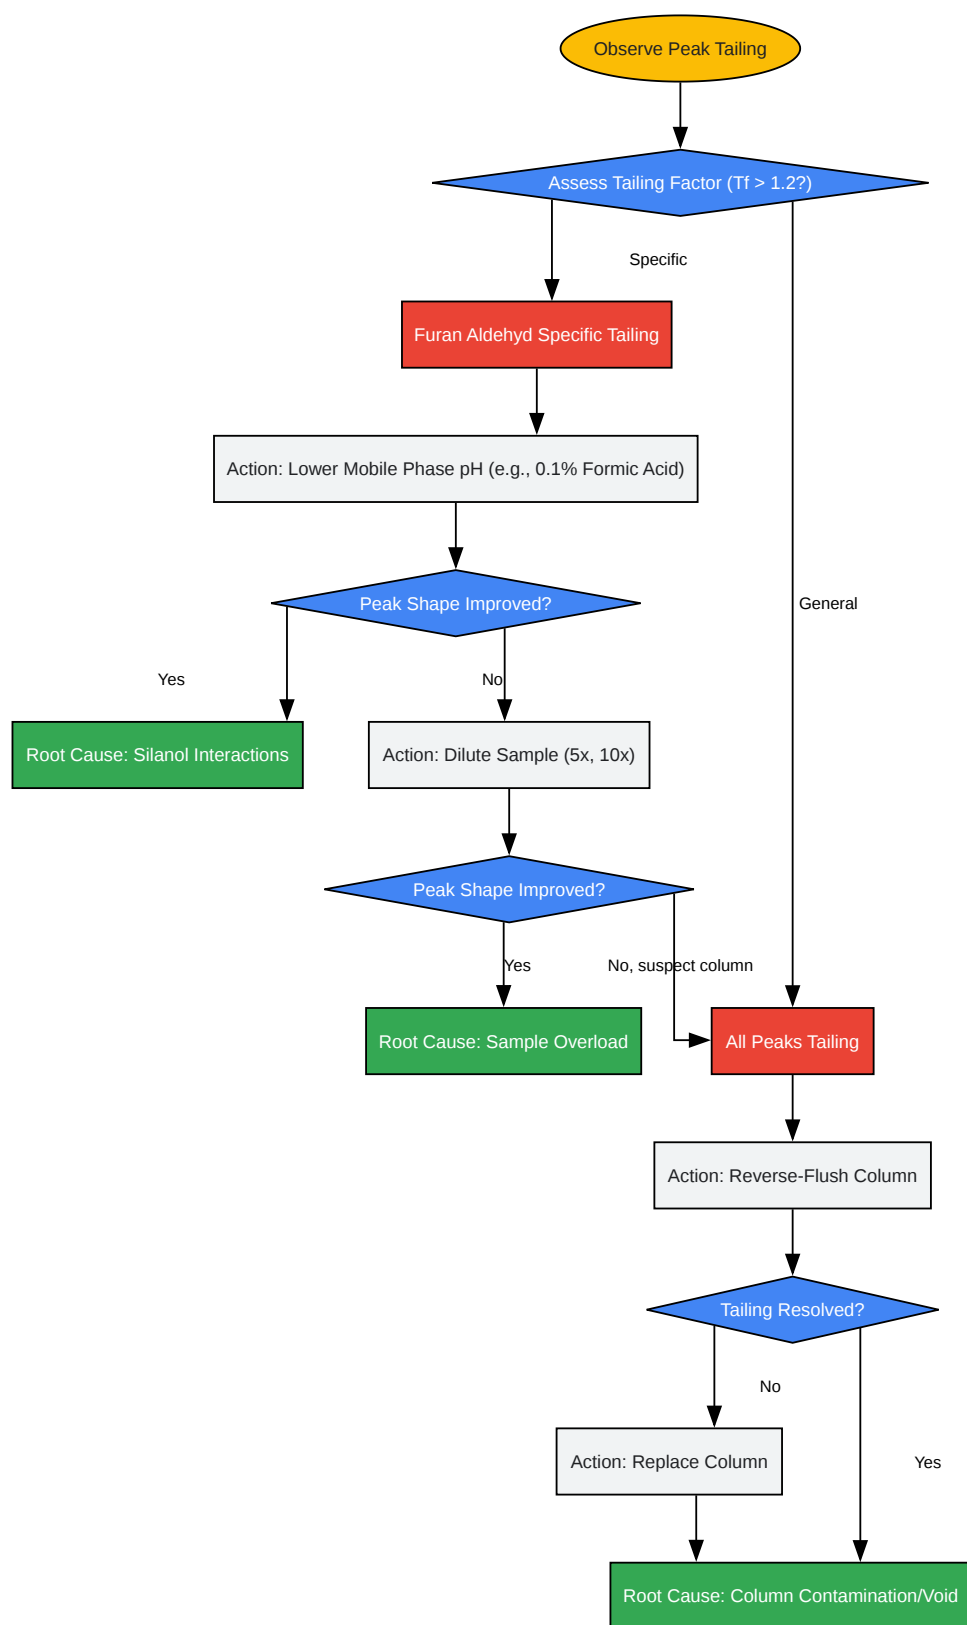 Observe Peak Tailing
Assess Tailing Factor (Tf > 1.2?)
Specific
Furan Aldehyd Specific Tailing
Action: Lower Mobile Phase pH (e.g., 0.1% Formic Acid)
Peak Shape Improved?
General
Yes
No
Root Cause: Silanol Interactions
Action: Dilute Sample (5x, 10x)
Peak Shape Improved?
Yes
No, suspect column
Root Cause: Sample Overload
All Peaks Tailing
Action: Reverse-Flush Column
Tailing Resolved?
No
Action: Replace Column
Yes
Root Cause: Column Contamination/Void